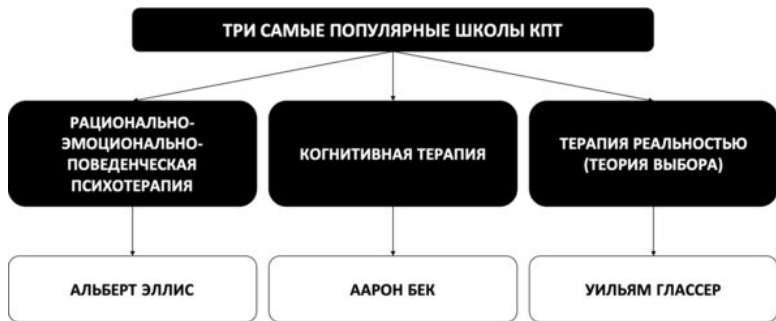 ТРИ САМЫЕ ПОПУЛЯРНЫЕ ШКОЛЫ КПТ
РАЦИОНАЛЬНО-
ЭМОЦИОНАЛЬНО-
ПОВЕДЕНЧЕСКАЯ
ПСИХОТЕРАПИЯ
КОГНИТИВНАЯ ТЕРАПИЯ
ТЕРАПИЯ РЕАЛЬНОСТЬЮ
(ТЕОРИЯ ВЫБОРА)
АЛЬБЕРТ ЭЛЛИС
ААРОН БЕК
УИЛЬЯМ ГЛАССЕР